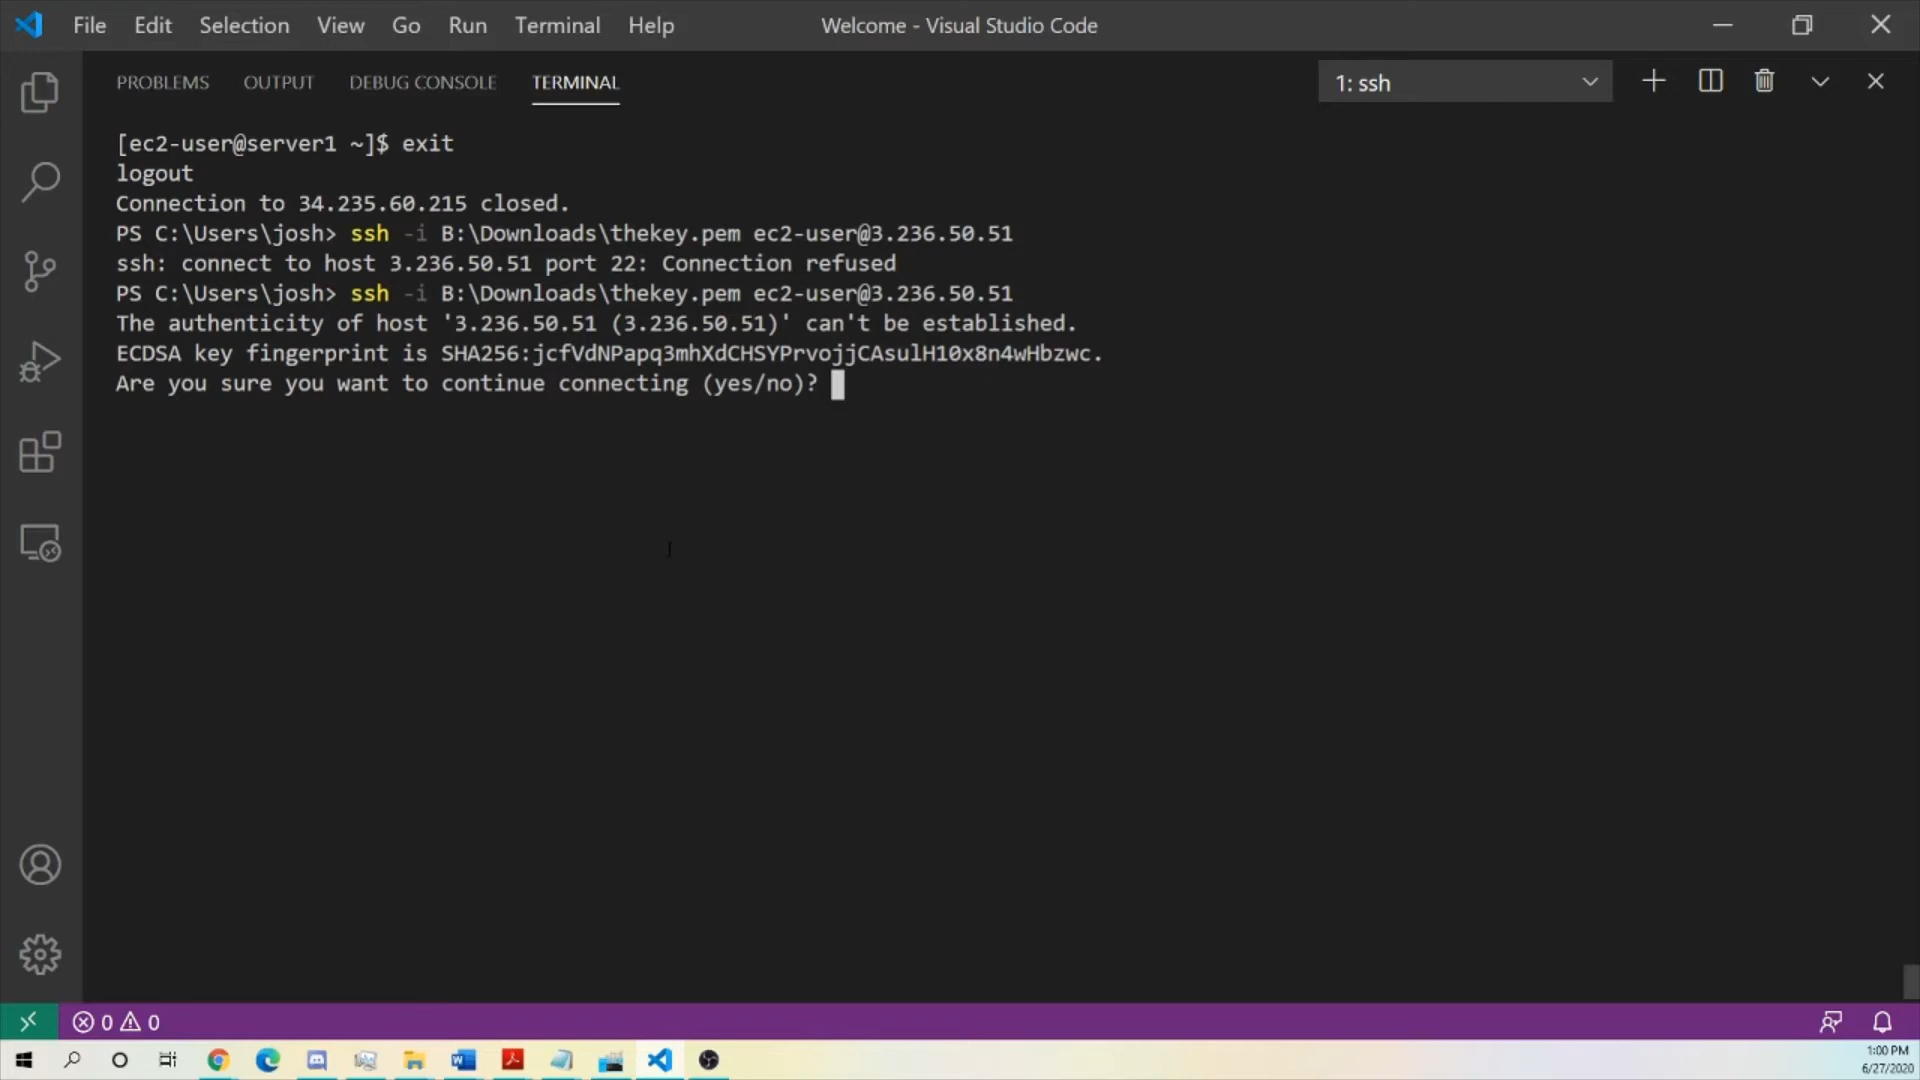 File Edit Selection View Go Run Terminal Help Welcome - Visual Studio Code
PROBLEMS OUTPUT DEBUG CONSOLE TERMINAL 1: ssh
[ec2-user@server1 ~]$ exit
logout
Connection to 34.235.60.215 closed.
PS C:\Users\josh> ssh -i B:\Downloads\thekey.pem ec2-user@3.236.50.51
ssh: connect to host 3.236.50.51 port 22: Connection refused
PS C:\Users\josh> ssh -i B:\Downloads\thekey.pem ec2-user@3.236.50.51
The authenticity of host '3.236.50.51 (3.236.50.51)' can't be established.
ECDSA key fingerprint is SHA256:jcfVdNPapq3mhXdCHSYPrvojjCAsulH10x8n4wHbzwc.
Are you sure you want to continue connecting (yes/no)?
0 0
1:00 PM
6/27/2020